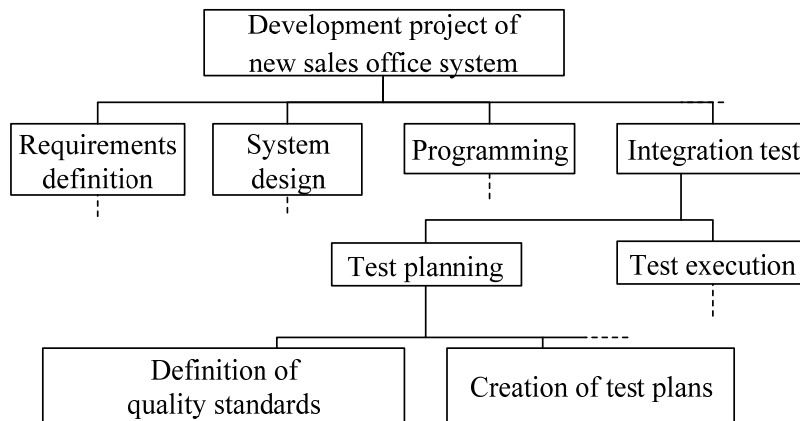 Development project of
new sales office system
Requirements
definition
System
design
Programming
Integration test
Test planning
Test execution
Definition of
quality standards
Creation of test plans